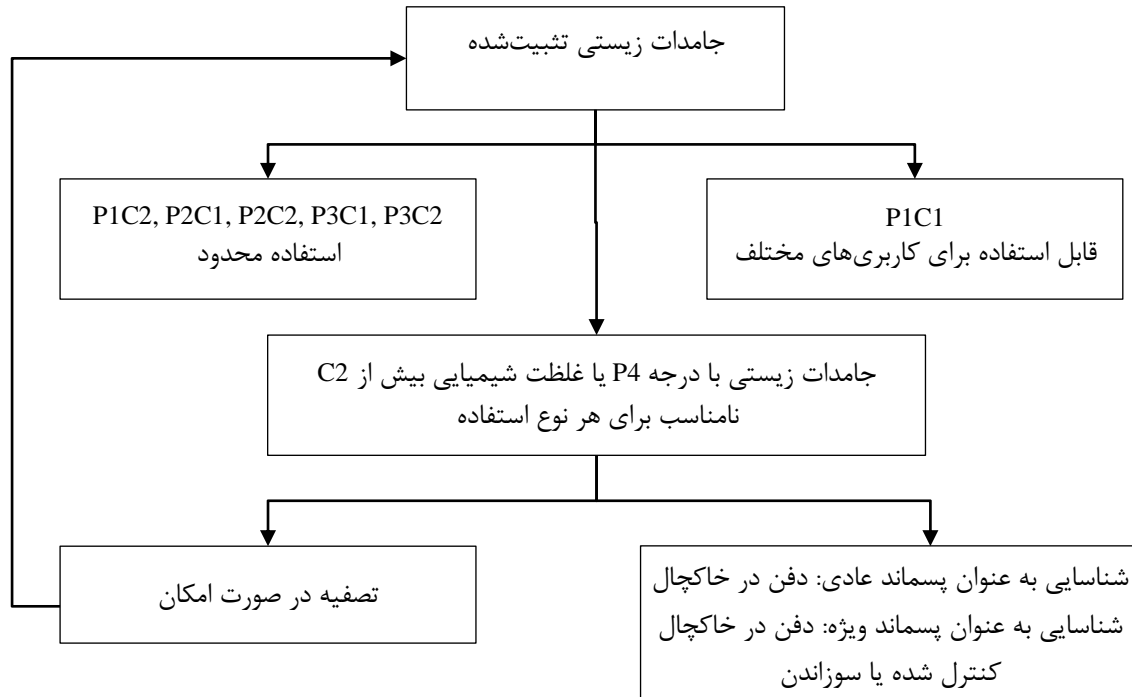 جامدات زیستی تثبیت‌شده
P1C1
قابل استفاده برای کاربری‌های مختلف
P1C2, P2C1, P2C2, P3C1, P3C2
استفاده محدود
جامدات زیستی با درجه P4 یا غلظت شیمیایی بیش از C2
نامناسب برای هر نوع استفاده
شناسایی به عنوان پسماند عادی: دفن در خاکچال
شناسایی به عنوان پسماند ویژه: دفن در خاکچال
کنترل شده یا سوزاندن
تصفیه در صورت امکان